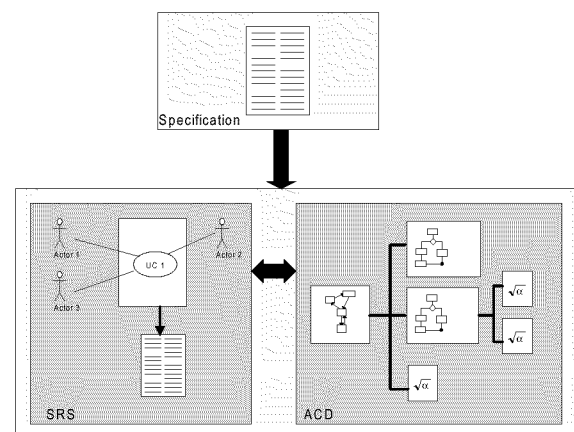 Specification
Actor 1
Actor 2
UC 1
Actor 3
√α
√α
√α
SRS
ACD